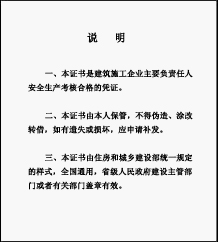 说 明
一、本证书是建筑施工企业主要负责人
安全生产考核合格的凭证。
二、本证书由本人保管，不得伪造、涂改
转借，如有遗失或损坏，应申请补发。
三、本证书由住房和城乡建设部统一规定
的样式，全国通用，省级人民政府建设主管部
门或者有关部门盖章有效。